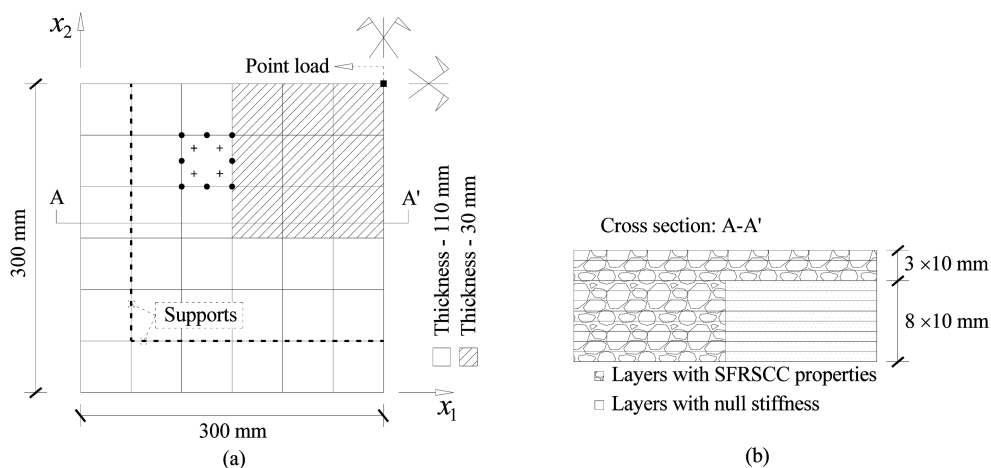 x2
Point load
A
A'
300 mm
Supports
Thickness - 110 mm
Thickness - 30 mm
x1
300 mm
(a)
Cross section: A-A'
3 ×10 mm
8 ×10 mm
Layers with SFRSCC properties
Layers with null stiffness
(b)